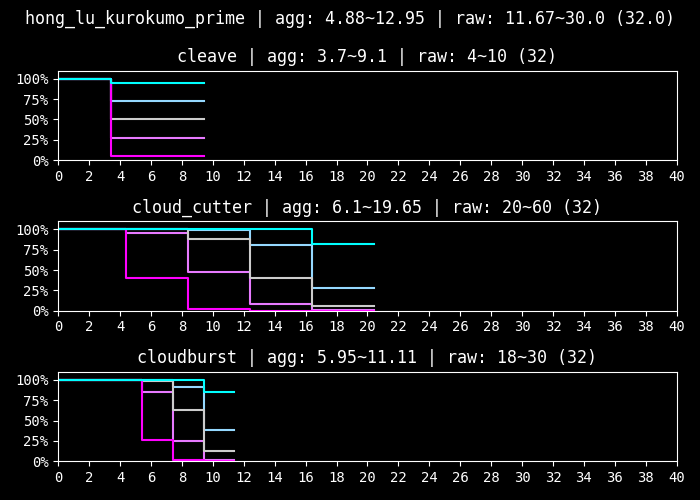 hong_lu_kurokumo_prime | agg: 4.88~12.95 | raw: 11.67~30.0 (32.0)
cleave | agg: 3.7~9.1 | raw: 4~10 (32)
100%
75%
50%
25%
0%
0 2 4 6 8 10 12 14 16 18 20 22 24 26 28 30 32 34 36 38 40
cloud_cutter | agg: 6.1~19.65 | raw: 20~60 (32)
100%
75%
50%
25%
0%
0 2 4 6 8 10 12 14 16 18 20 22 24 26 28 30 32 34 36 38 40
cloudburst | agg: 5.95~11.11 | raw: 18~30 (32)
100%
75%
50%
25%
0%
0 2 4 6 8 10 12 14 16 18 20 22 24 26 28 30 32 34 36 38 40